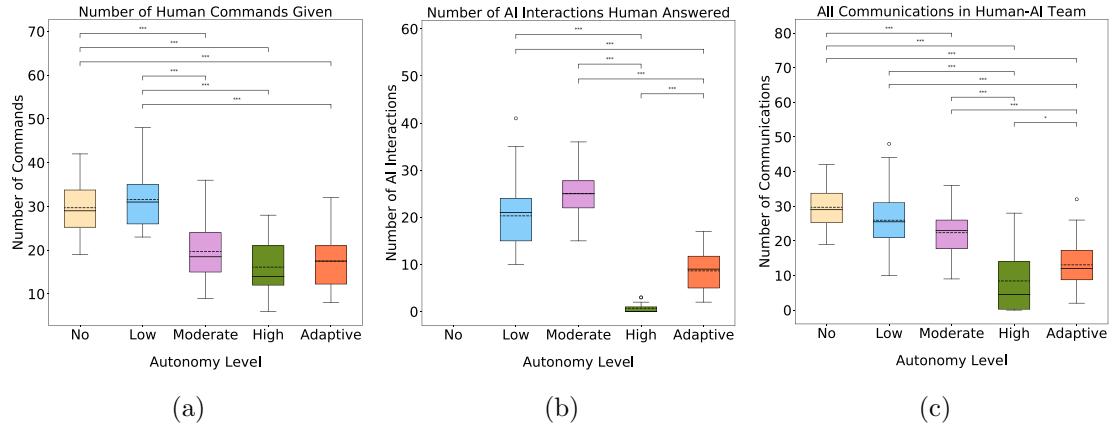 Number of Human Commands Given
70
60
50
40
30
20
10
Number of Commands
***
***
***
***
***
***
No Low Moderate High Adaptive
Autonomy Level
(a)
Number of AI Interactions Human Answered
60
50
40
30
20
10
0
Number of AI Interactions
***
***
***
***
***
No Low Moderate High Adaptive
Autonomy Level
(b)
All Communications in Human-AI Team
80
70
60
50
40
30
20
10
0
Number of Communications
***
***
***
***
***
***
***
*
No Low Moderate High Adaptive
Autonomy Level
(c)